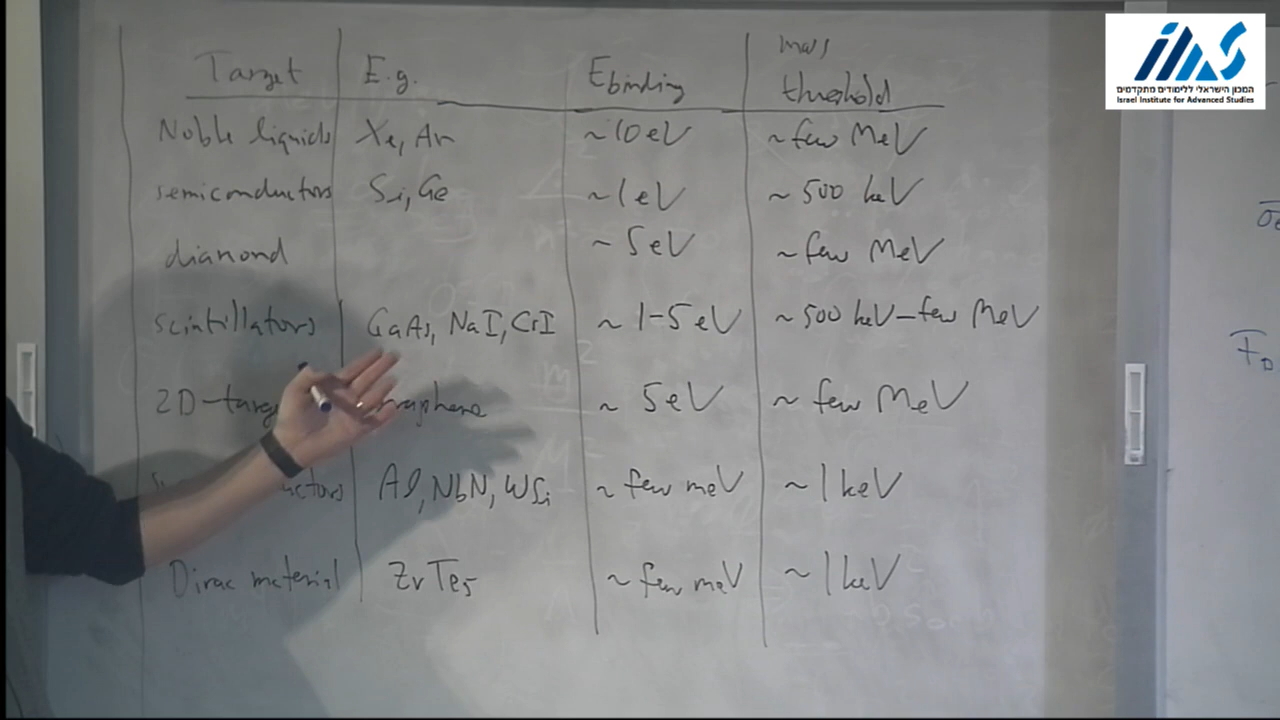 Target E.g. Ebinding mass threshold
Noble liquids Xe, Ar ~10eV ~few MeV
semiconductors Si, Ge ~1eV ~500 keV
diamond ~5eV ~few MeV
scintillators GaAs, NaI, CsI ~1-5eV ~500 keV-few MeV
2D-targ graphene ~5eV ~few MeV
ctors Al, NbN, WSi ~few meV ~1keV
Dirac material ZrTe5 ~few meV ~1keV
ias
המכון הישראלי ללימודים מתקדמים
Israel Institute for Advanced Studies